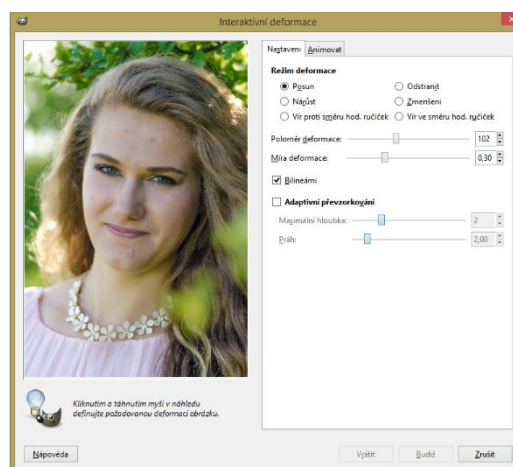 Interaktivní deformace
Nastavení Animovat
Režim deformace
Posun Odstranit
Nárůst Zmenšení
Vír proti směru hod. ručiček Vír ve směru hod. ručiček
Poloměr deformace: 102
Míra deformace: 0,30
Bilineární
Adaptivní převzorkování
Maximální hloubka: 2
Práh: 2,00
Kliknutím a táhnutím myší v náhledu
definujte požadovanou deformaci obrázku.
Nápověda Vrátit Budiž Zrušit